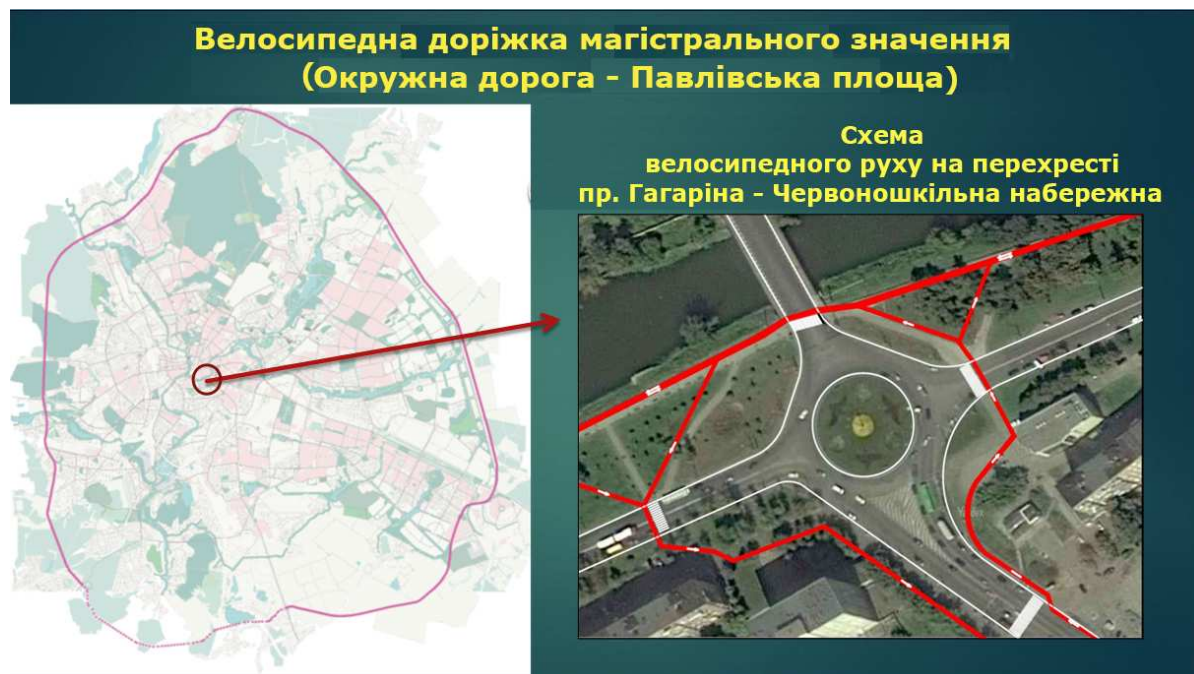 Велосипедна доріжка магістрального значення
(Окружна дорога - Павлівська площа)
Схема
велосипедного руху на перехресті
пр. Гагаріна - Червоношкільна набережна